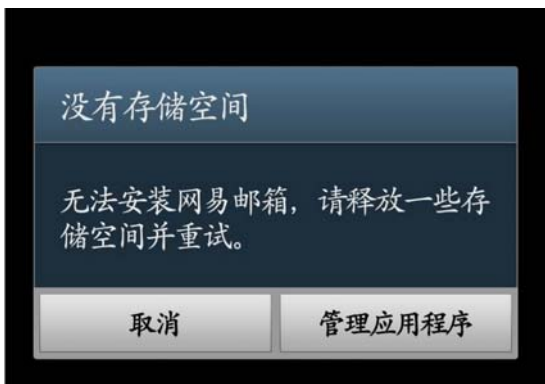 没有存储空间
无法安装网易邮箱，请释放一些存
储空间并重试。
取消
管理应用程序